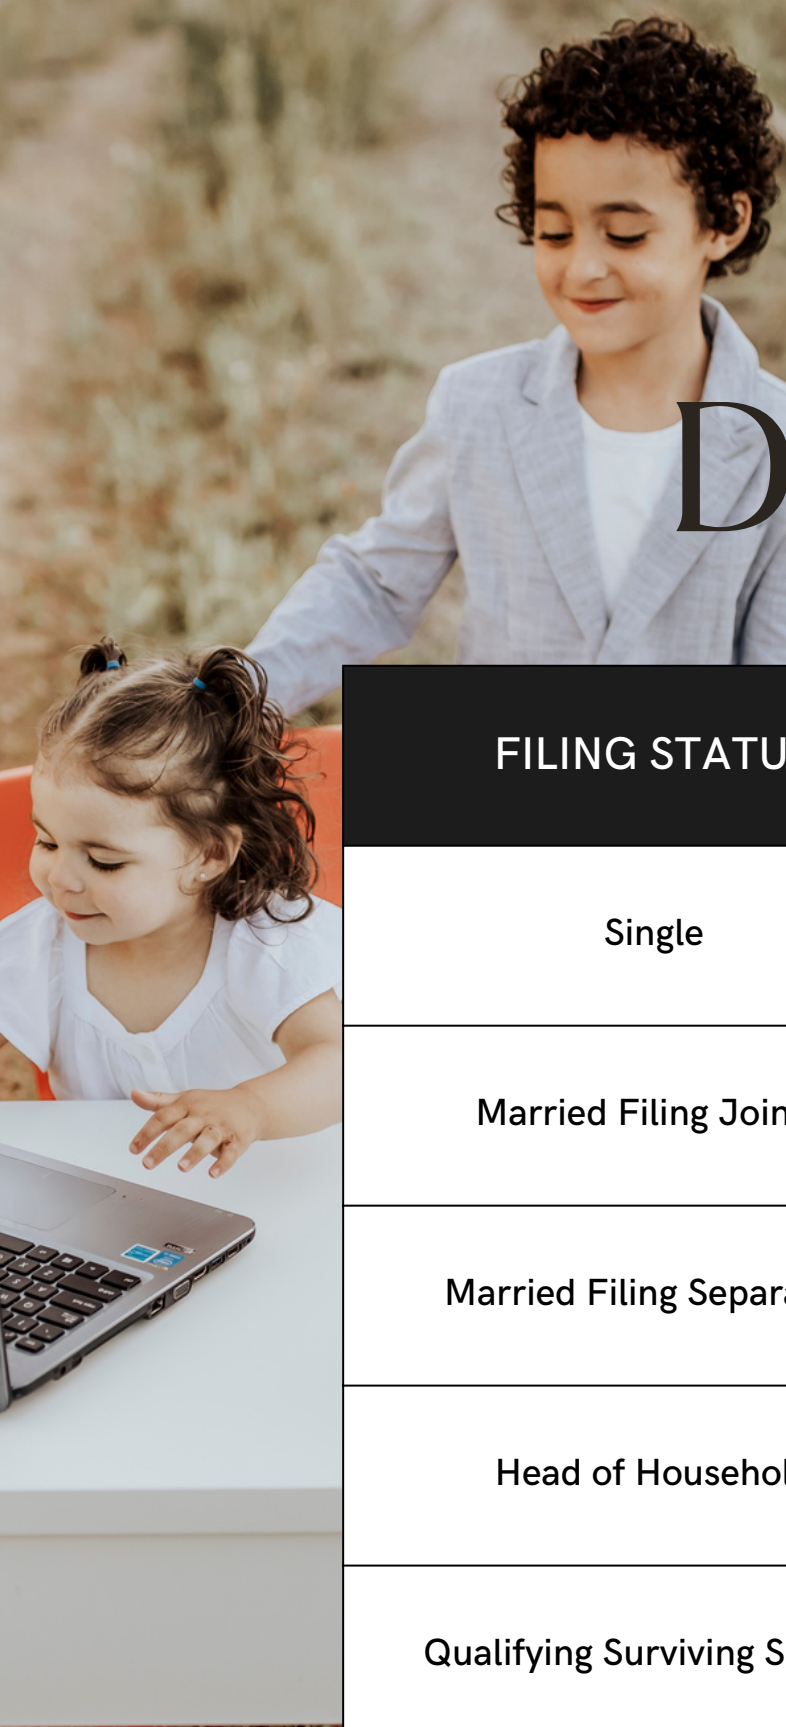 D
FILING STATU
Single
Married Filing Join
Married Filing Separa
Head of Househol
Qualifying Surviving S